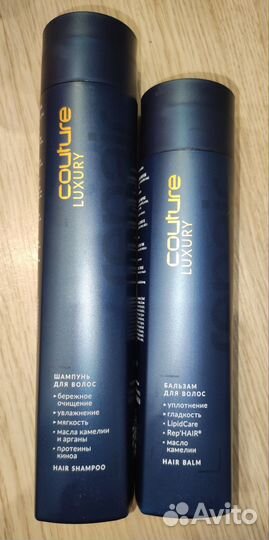 couture
LUXURY
ШАМПУНЬ
ДЛЯ ВОЛОС
• бережное
очищение
• увлажнение
• мягкость
• масла камелии
и арганы
• протеины
киноа
HAIR SHAMPOO
couture
LUXURY
БАЛЬЗАМ
ДЛЯ ВОЛОС
• уплотнение
• гладкость
• LipidCare
• Rep'HAIR®
• масло
камелии
HAIR BALM
Avito